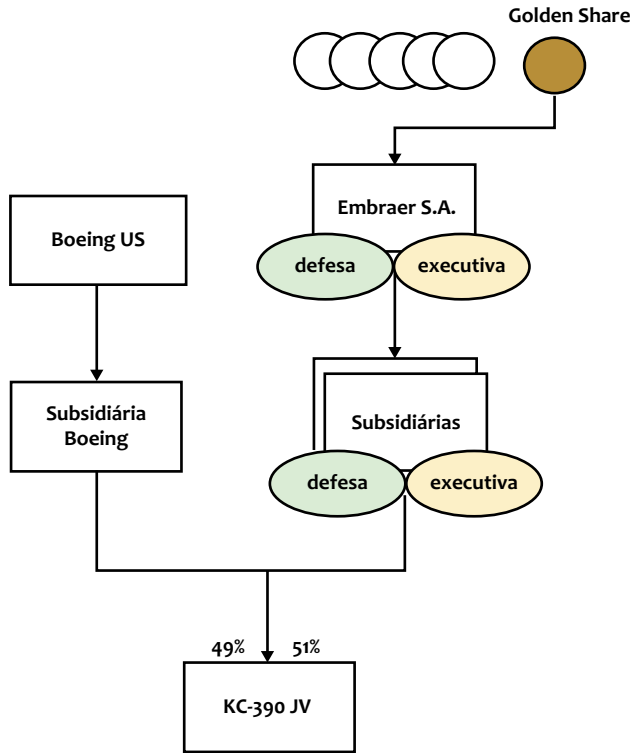 Golden Share
Embraer S.A.
Boeing US
defesa
executiva
Subsidiária
Boeing
Subsidiárias
defesa
executiva
49%
51%
KC-390 JV